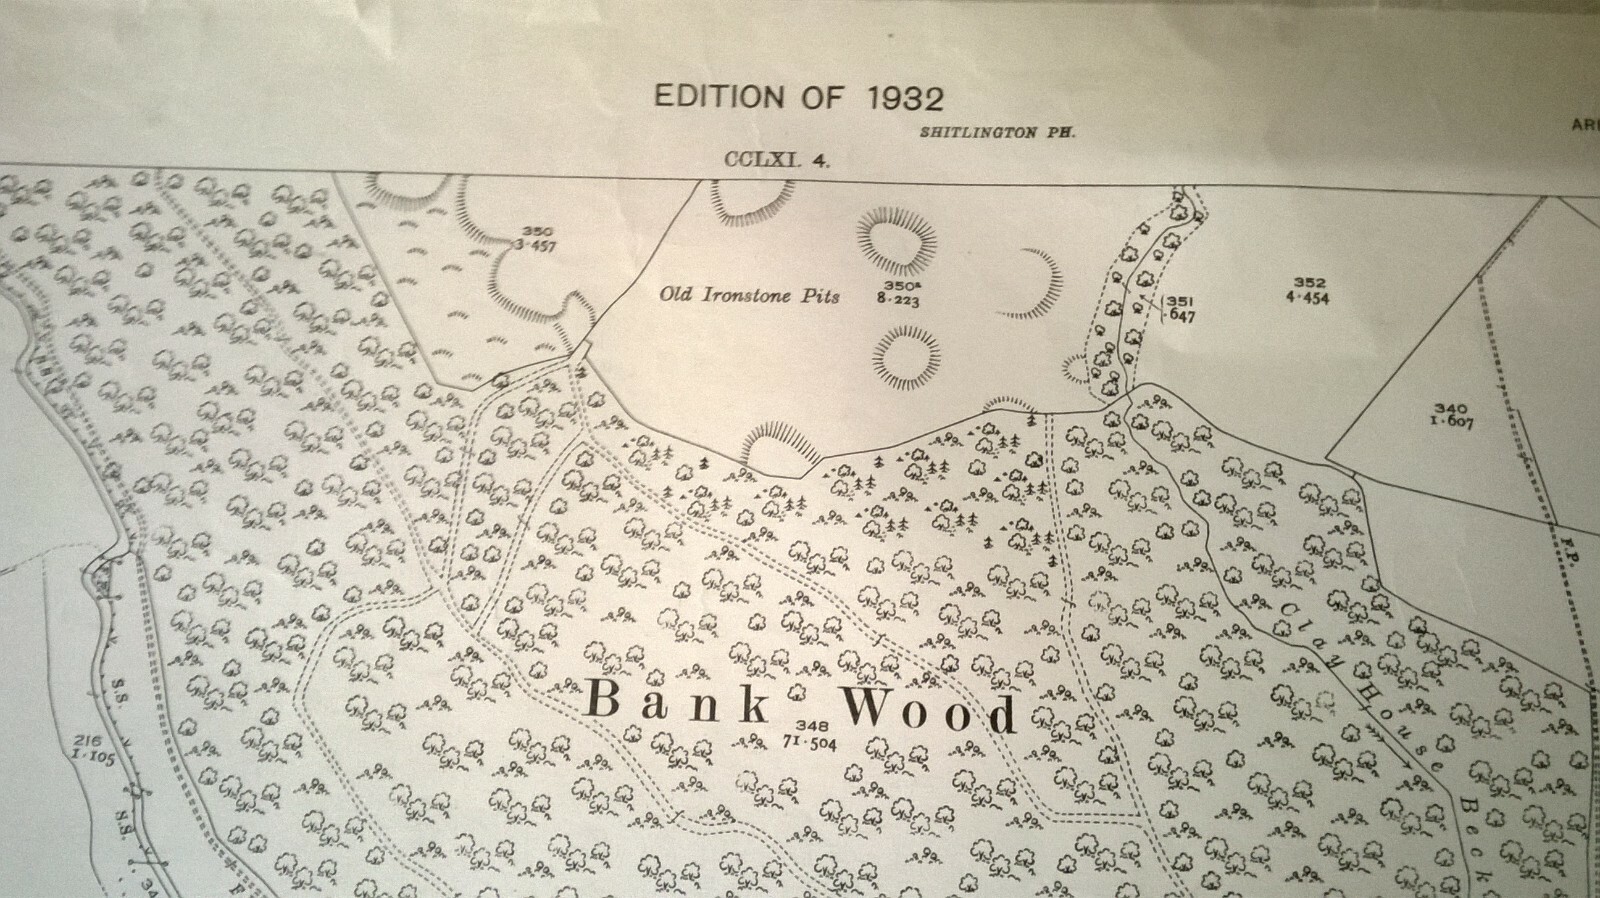 EDITION OF 1932
SHITLINGTON PH.
CCLXI. 4.
350
3·457
Old Ironstone Pits
350ᵃ
8·223
351
·647
352
4·454
340
1·607
F.P.
Clay House Beck
Bank Wood
348
71·504
S.S.
216
1·105
S.S.